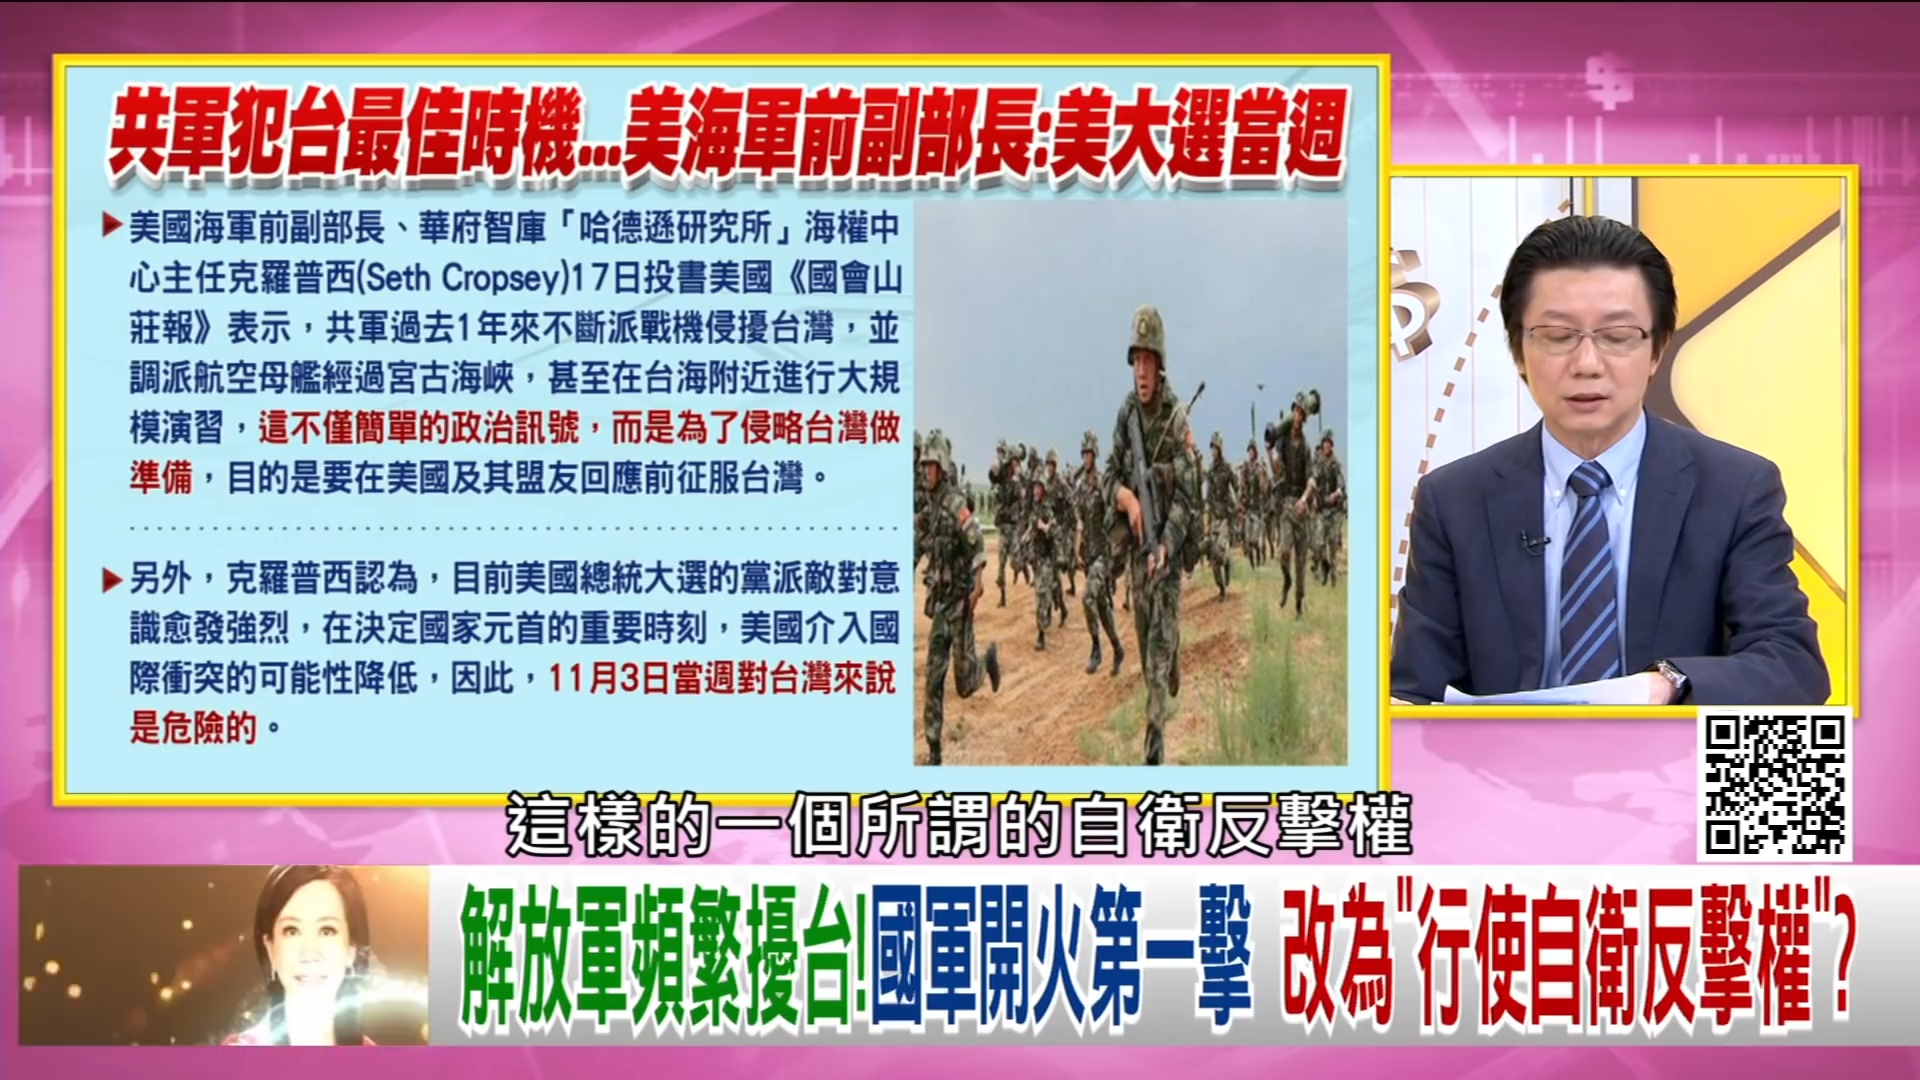 共軍犯台最佳時機...美海軍前副部長:美大選當週
美國海軍前副部長、華府智庫「哈德遜研究所」海權中
心主任克羅普西(Seth Cropsey)17日投書美國《國會山
莊報》表示，共軍過去1年來不斷派戰機侵擾台灣，並
調派航空母艦經過宮古海峽，甚至在台海附近進行大規
模演習，這不僅簡單的政治訊號，而是為了侵略台灣做
準備，目的是要在美國及其盟友回應前征服台灣。
另外，克羅普西認為，目前美國總統大選的黨派敵對意
識愈發強烈，在決定國家元首的重要時刻，美國介入國
際衝突的可能性降低，因此，11月3日當週對台灣來說
是危險的。
這樣的一個所謂的自衛反擊權
解放軍頻繁擾台!國軍開火第一擊 改為"行使自衛反擊權"?